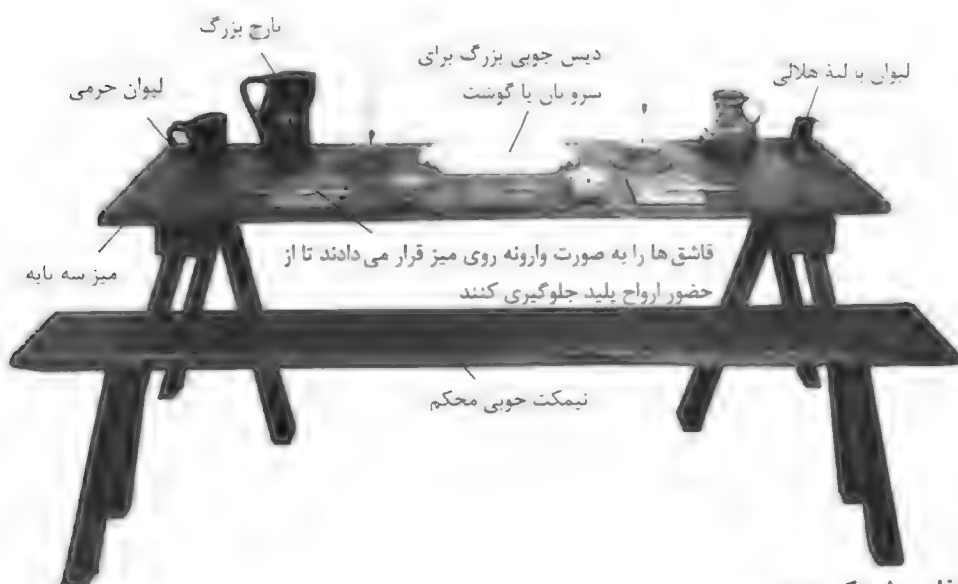 پارچ بزرگ
دیس چوبی بزرگ برای
سرو نان یا گوشت
لیوان با لبهٔ هلالی
لیوان چرمی
قاشق‌ها را به صورت وارونه روی میز قرار می‌دادند تا از
حضور ارواح پلید جلوگیری کنند
میز سه پایه
نیمکت چوبی محکم